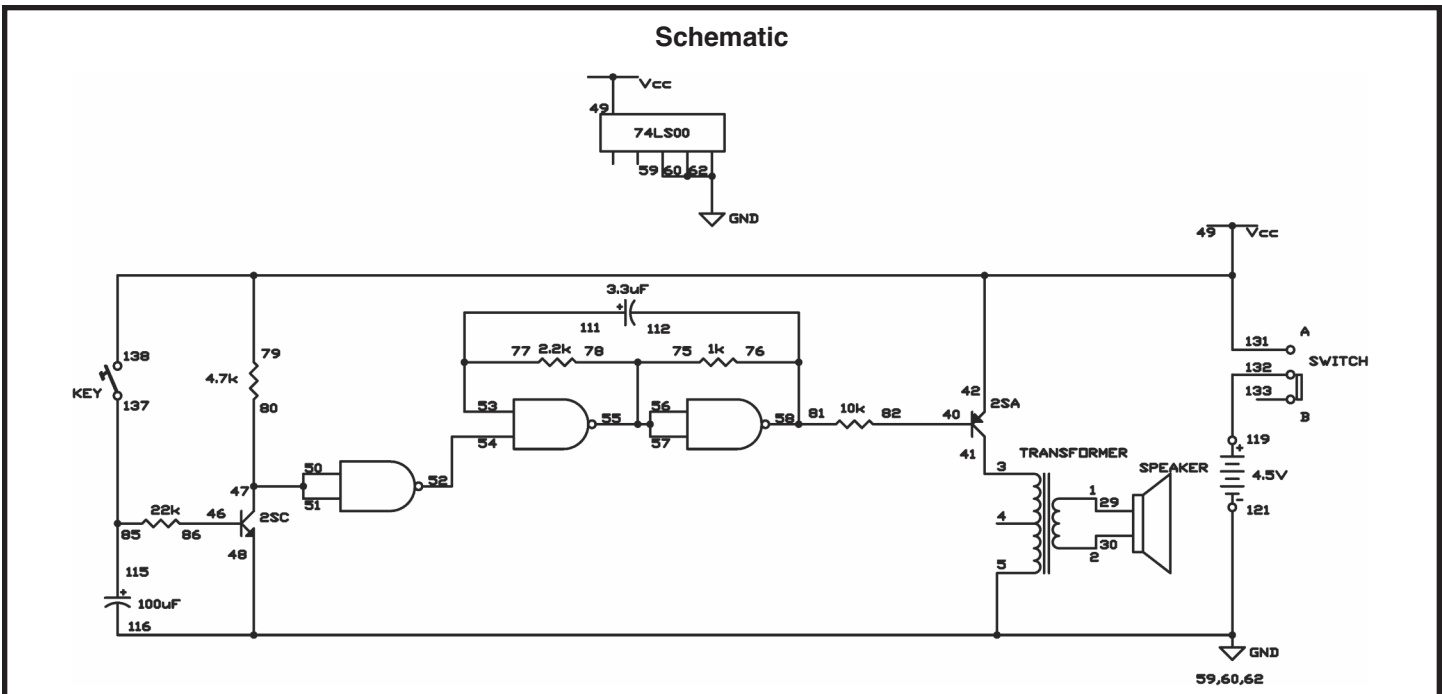 Schematic
Vcc
49
74LS00
59 60 62
GND
49 Vcc
3.3uF
+
111 112
77 2.2k 78 75 1k 76
138
KEY
137
79
4.7k
80
53
54
55
56
57
58
81 10k 82
42
40 2SA
41
131 A
SWITCH
132
133
B
119
+
4.5V
-
121
50
51
52
47
22k 46 2SC
85 86
48
115
+
100uF
116
TRANSFORMER
3
4
5
1
29
30
2
SPEAKER
GND
59,60,62